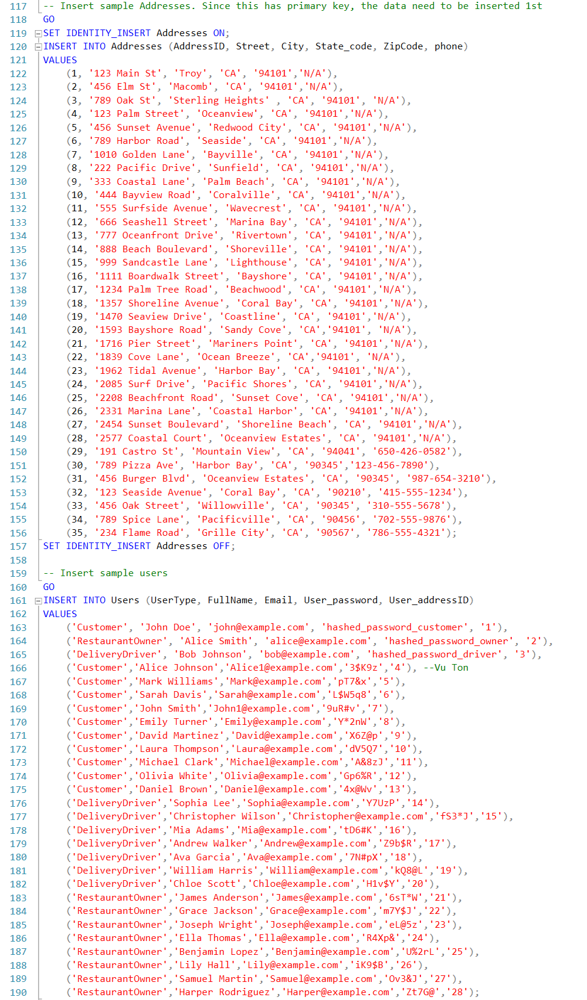 117 -- Insert sample Addresses. Since this has primary key, the data need to be inserted 1st
118 GO
119 SET IDENTITY_INSERT Addresses ON;
120 INSERT INTO Addresses (AddressID, Street, City, State_code, ZipCode, phone)
121 VALUES
122 (1, '123 Main St', 'Troy', 'CA', '94101','N/A'),
123 (2, '456 Elm St', 'Macomb', 'CA', '94101','N/A'),
124 (3, '789 Oak St', 'Sterling Heights' , 'CA', '94101', 'N/A'),
125 (4, '123 Palm Street', 'Oceanview', 'CA', '94101','N/A'),
126 (5, '456 Sunset Avenue', 'Redwood City', 'CA', '94101','N/A'),
127 (6, '789 Harbor Road', 'Seaside', 'CA', '94101','N/A'),
128 (7, '1010 Golden Lane', 'Bayville', 'CA', '94101','N/A'),
129 (8, '222 Pacific Drive', 'Sunfield', 'CA', '94101','N/A'),
130 (9, '333 Coastal Lane', 'Palm Beach', 'CA', '94101','N/A'),
131 (10, '444 Bayview Road', 'Coralville', 'CA', '94101','N/A'),
132 (11, '555 Surfside Avenue', 'Wavecrest', 'CA', '94101','N/A'),
133 (12, '666 Seashell Street', 'Marina Bay', 'CA', '94101','N/A'),
134 (13, '777 Oceanfront Drive', 'Rivertown', 'CA', '94101','N/A'),
135 (14, '888 Beach Boulevard', 'Shoreville', 'CA', '94101','N/A'),
136 (15, '999 Sandcastle Lane', 'Lighthouse', 'CA', '94101','N/A'),
137 (16, '1111 Boardwalk Street', 'Bayshore', 'CA', '94101','N/A'),
138 (17, '1234 Palm Tree Road', 'Beachwood', 'CA', '94101','N/A'),
139 (18, '1357 Shoreline Avenue', 'Coral Bay', 'CA', '94101','N/A'),
140 (19, '1470 Seaview Drive', 'Coastline', 'CA', '94101','N/A'),
141 (20, '1593 Bayshore Road', 'Sandy Cove', 'CA','94101', 'N/A'),
142 (21, '1716 Pier Street', 'Mariners Point', 'CA', '94101','N/A'),
143 (22, '1839 Cove Lane', 'Ocean Breeze', 'CA','94101', 'N/A'),
144 (23, '1962 Tidal Avenue', 'Harbor Bay', 'CA', '94101','N/A'),
145 (24, '2085 Surf Drive', 'Pacific Shores', 'CA', '94101','N/A'),
146 (25, '2208 Beachfront Road', 'Sunset Cove', 'CA', '94101','N/A'),
147 (26, '2331 Marina Lane', 'Coastal Harbor', 'CA', '94101','N/A'),
148 (27, '2454 Sunset Boulevard', 'Shoreline Beach', 'CA', '94101','N/A'),
149 (28, '2577 Coastal Court', 'Oceanview Estates', 'CA', '94101','N/A'),
150 (29, '191 Castro St', 'Mountain View', 'CA', '94041', '650-426-0582'),
151 (30, '789 Pizza Ave', 'Harbor Bay', 'CA', '90345','123-456-7890'),
152 (31, '456 Burger Blvd', 'Oceanview Estates', 'CA', '90345', '987-654-3210'),
153 (32, '123 Seaside Avenue', 'Coral Bay', 'CA', '90210', '415-555-1234'),
154 (33, '456 Oak Street', 'Willowville', 'CA', '90345', '310-555-5678'),
155 (34, '789 Spice Lane', 'Pacificville', 'CA', '90456', '702-555-9876'),
156 (35, '234 Flame Road', 'Grille City', 'CA', '90567', '786-555-4321');
157 SET IDENTITY_INSERT Addresses OFF;
158
159 -- Insert sample users
160 GO
161 INSERT INTO Users (UserType, FullName, Email, User_password, User_addressID)
162 VALUES
163 ('Customer', 'John Doe', 'john@example.com', 'hashed_password_customer', '1'),
164 ('RestaurantOwner', 'Alice Smith', 'alice@example.com', 'hashed_password_owner', '2'),
165 ('DeliveryDriver', 'Bob Johnson', 'bob@example.com', 'hashed_password_driver', '3'),
166 ('Customer','Alice Johnson','Alice1@example.com','3$K9z','4'), --Vu Ton
167 ('Customer','Mark Williams','Mark@example.com','pT7&x','5'),
168 ('Customer','Sarah Davis','Sarah@example.com','L$W5q8','6'),
169 ('Customer','John Smith','John1@example.com','9uR#v','7'),
170 ('Customer','Emily Turner','Emily@example.com','Y*2nW','8'),
171 ('Customer','David Martinez','David@example.com','X6Z@p','9'),
172 ('Customer','Laura Thompson','Laura@example.com','dV5Q7','10'),
173 ('Customer','Michael Clark','Michael@example.com','A&8zJ','11'),
174 ('Customer','Olivia White','Olivia@example.com','Gp6%R','12'),
175 ('Customer','Daniel Brown','Daniel@example.com','4x@Wv','13'),
176 ('DeliveryDriver','Sophia Lee','Sophia@example.com','Y7UzP','14'),
177 ('DeliveryDriver','Christopher Wilson','Christopher@example.com','fS3*J','15'),
178 ('DeliveryDriver','Mia Adams','Mia@example.com','tD6#K','16'),
179 ('DeliveryDriver','Andrew Walker','Andrew@example.com','Z9b$R','17'),
180 ('DeliveryDriver','Ava Garcia','Ava@example.com','7N#pX','18'),
181 ('DeliveryDriver','William Harris','William@example.com','kQ8@L','19'),
182 ('DeliveryDriver','Chloe Scott','Chloe@example.com','H1v$Y','20'),
183 ('RestaurantOwner','James Anderson','James@example.com','6sT*W','21'),
184 ('RestaurantOwner','Grace Jackson','Grace@example.com','m7Y$J','22'),
185 ('RestaurantOwner','Joseph Wright','Joseph@example.com','eL@5z','23'),
186 ('RestaurantOwner','Ella Thomas','Ella@example.com','R4Xp&','24'),
187 ('RestaurantOwner','Benjamin Lopez','Benjamin@example.com','U%2rL','25'),
188 ('RestaurantOwner','Lily Hall','Lily@example.com','iK9$B','26'),
189 ('RestaurantOwner','Samuel Martin','Samuel@example.com','Ov3&J','27'),
190 ('RestaurantOwner','Harper Rodriguez','Harper@example.com','Zt7G@','28');